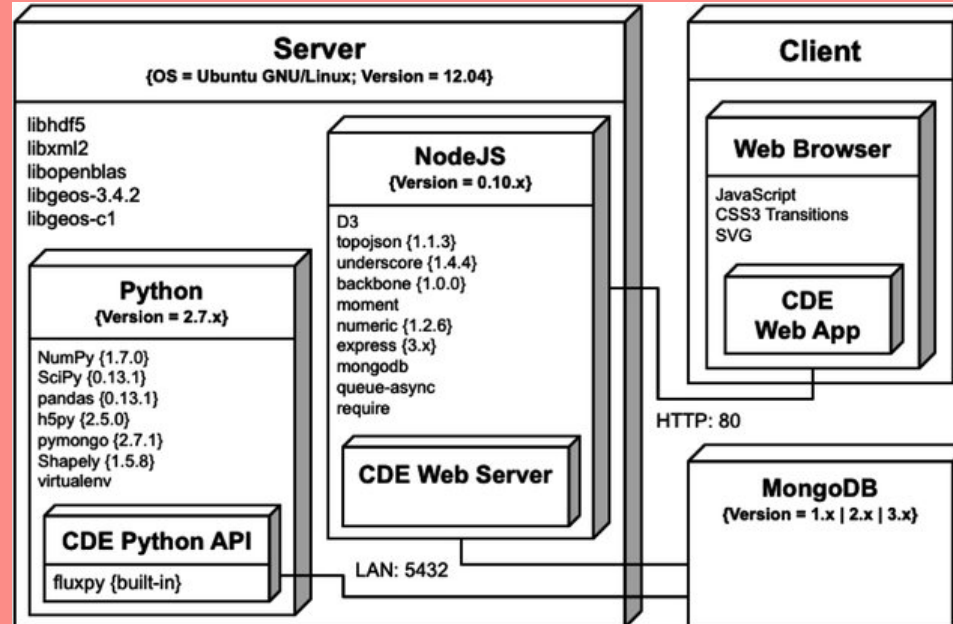 Server
{OS = Ubuntu GNU/Linux; Version = 12.04}
libhdf5
libxml2
libopenblas
libgeos-3.4.2
libgeos-c1
Python
{Version = 2.7.x}
NumPy {1.7.0}
SciPy {0.13.1}
pandas {0.13.1}
h5py {2.5.0}
pymongo {2.7.1}
Shapely {1.5.8}
virtualenv
CDE Python API
fluxpy {built-in}
NodeJS
{Version = 0.10.x}
D3
topojson {1.1.3}
underscore {1.4.4}
backbone {1.0.0}
moment
numeric {1.2.6}
express {3.x}
mongodb
queue-async
require
CDE Web Server
LAN: 5432
Client
Web Browser
JavaScript
CSS3 Transitions
SVG
CDE
Web App
HTTP: 80
MongoDB
{Version = 1.x | 2.x | 3.x}